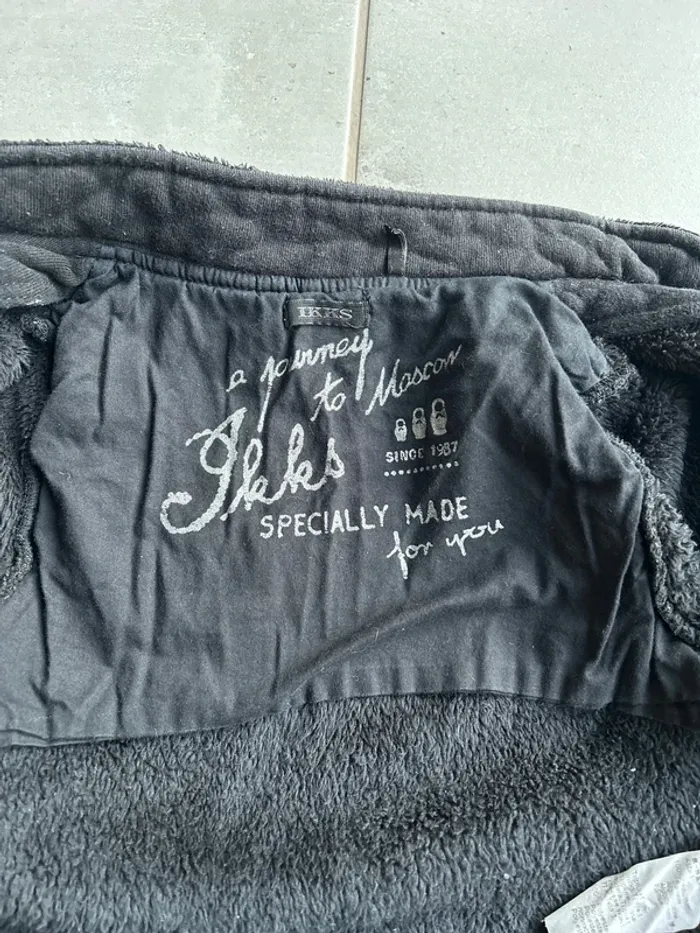 IKKS
a journey
to Moscow
Ikks
SINCE 1987
SPECIALLY MADE
for you